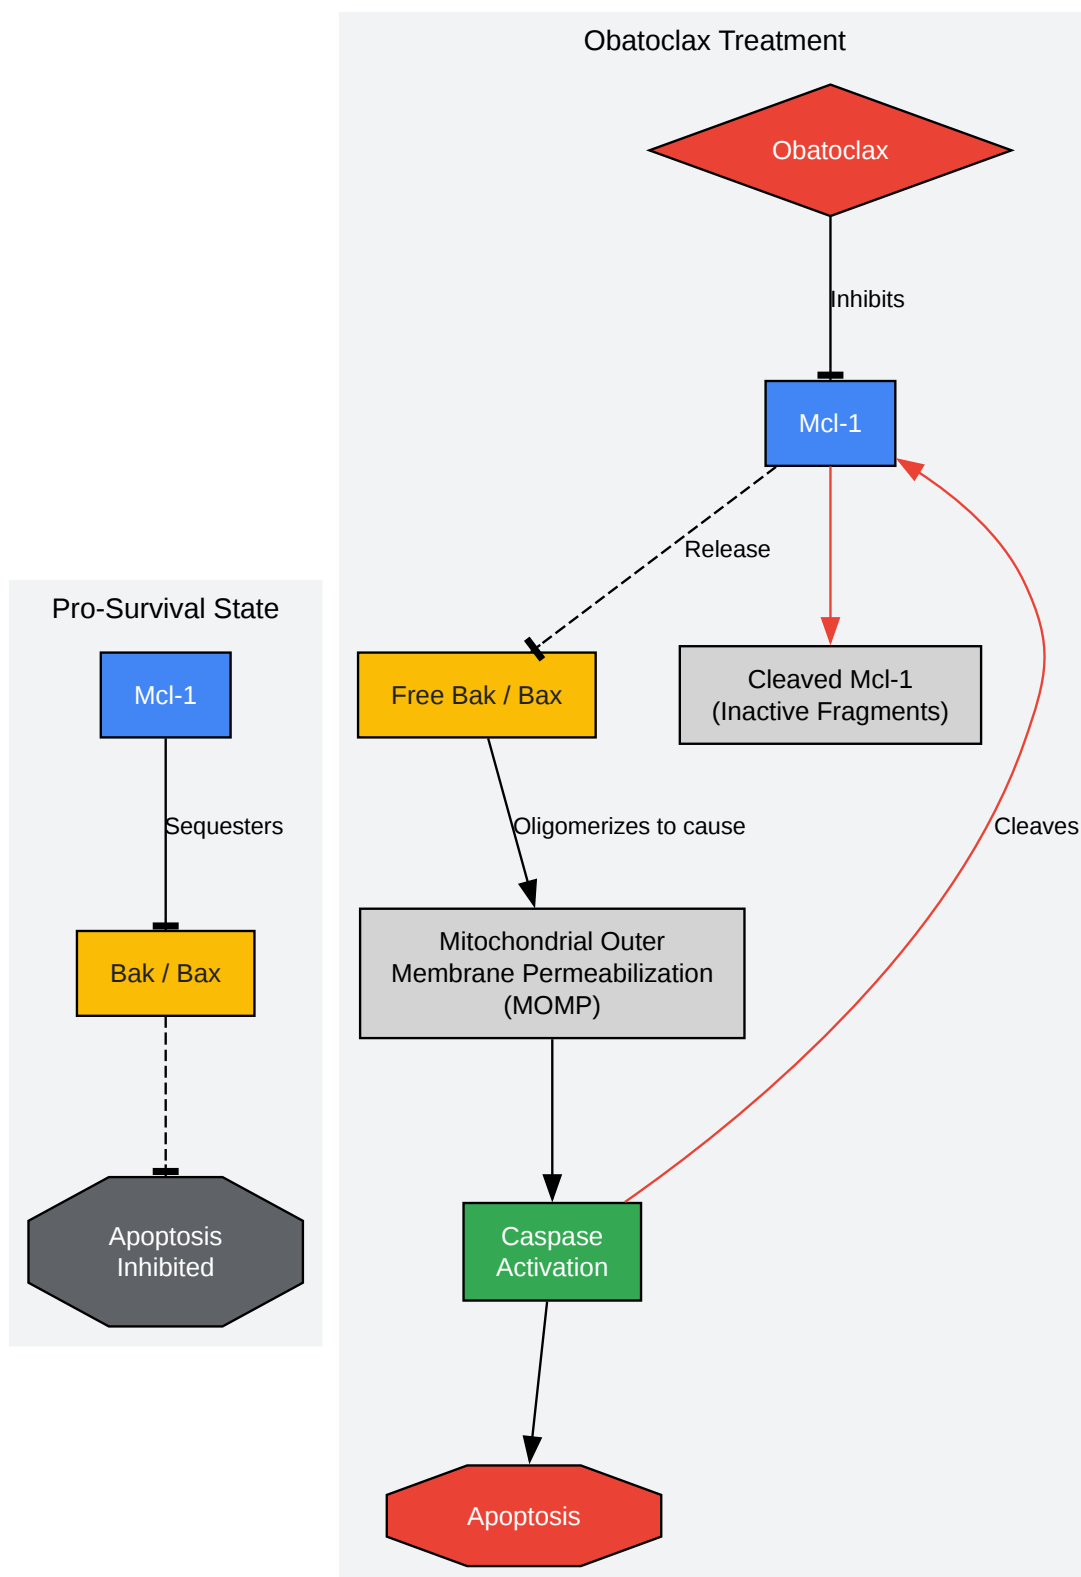 Obatoclax Treatment
Obatoclax
Inhibits
Mcl-1
Release
Cleaved Mcl-1
(Inactive Fragments)
Free Bak / Bax
Oligomerizes to cause
Cleaves
Mitochondrial Outer
Membrane Permeabilization
(MOMP)
Caspase
Activation
Apoptosis
Pro-Survival State
Mcl-1
Sequesters
Bak / Bax
Apoptosis
Inhibited